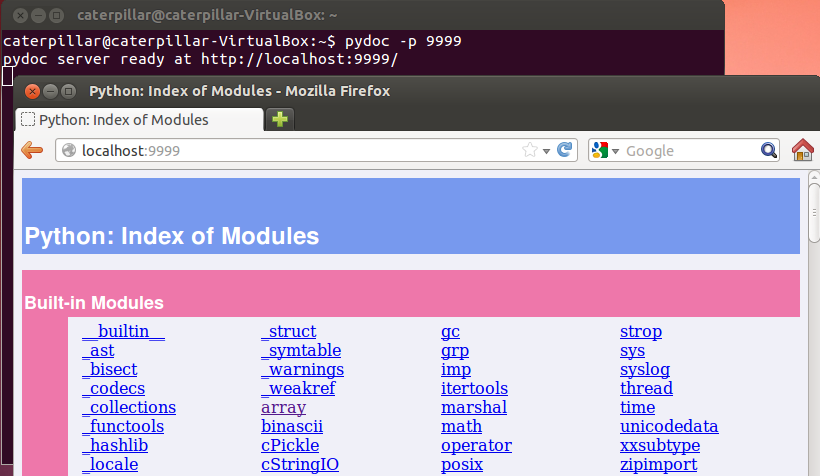 caterpillar@caterpillar-VirtualBox: ~
caterpillar@caterpillar-VirtualBox:~$ pydoc -p 9999
pydoc server ready at http://localhost:9999/
Python: Index of Modules - Mozilla Firefox
Python: Index of Modules
localhost:9999 Google
Python: Index of Modules
Built-in Modules
__builtin__ _struct gc strop
_ast _symtable grp sys
_bisect _warnings imp syslog
_codecs _weakref itertools thread
_collections array marshal time
_functools binascii math unicodedata
_hashlib cPickle operator xxsubtype
_locale cStringIO posix zipimport